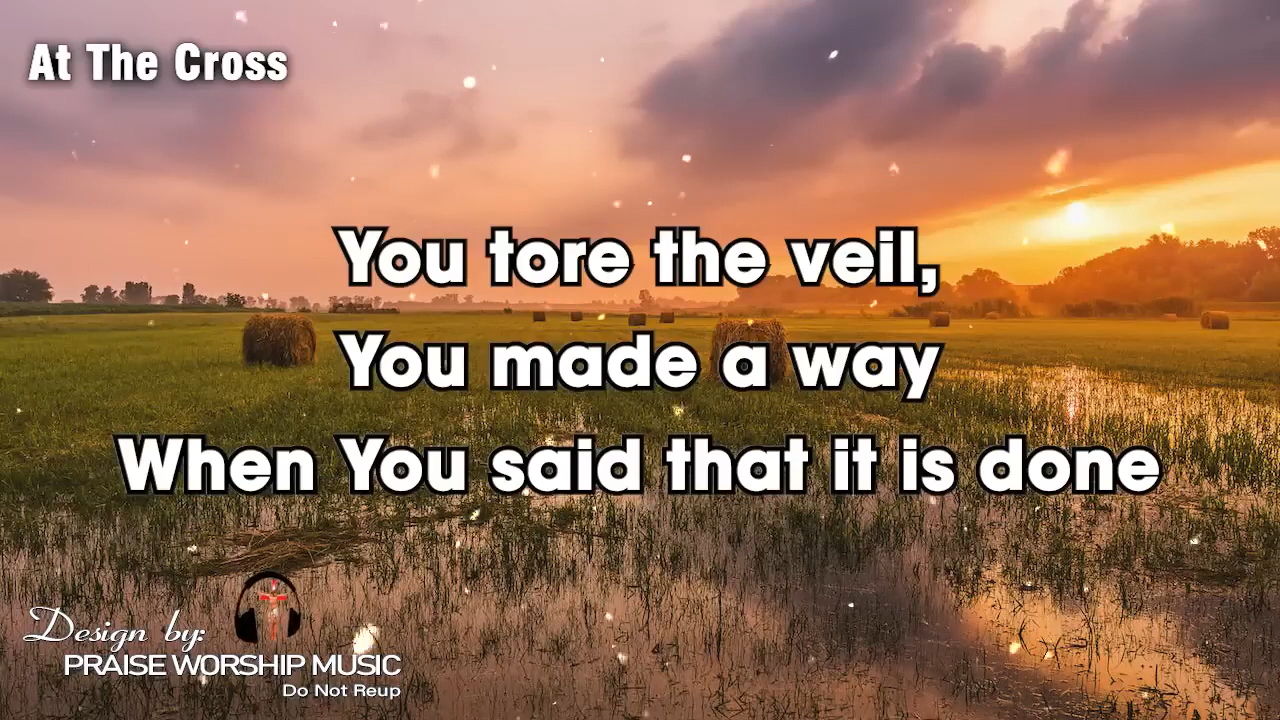 At The Cross
You tore the veil,
You made a way
When You said that it is done
Design by:
PRAISE WORSHIP MUSIC
Do Not Reup